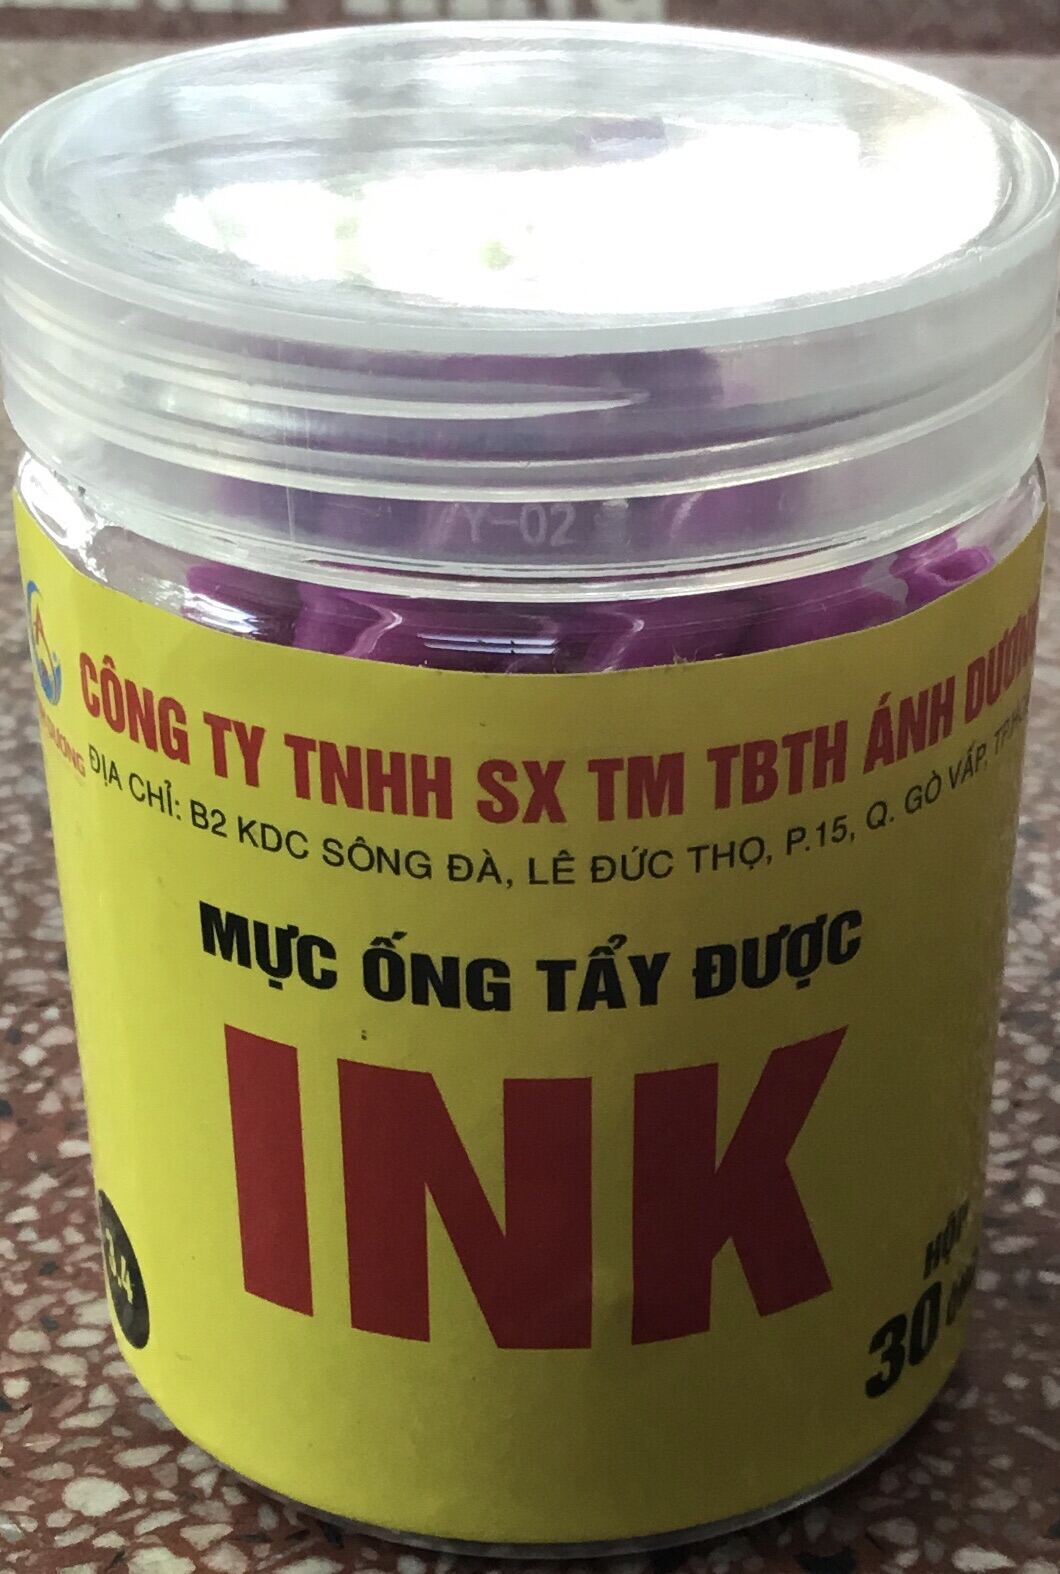 Y-02
CÔNG TY TNHH SX TM TBTH ÁNH DƯƠNG
ĐỊA CHỈ: B2 KDC SÔNG ĐÀ, LÊ ĐỨC THỌ, P.15, Q. GÒ VẤP,
MỰC ỐNG TẨY ĐƯỢC
INK
HỘP
30